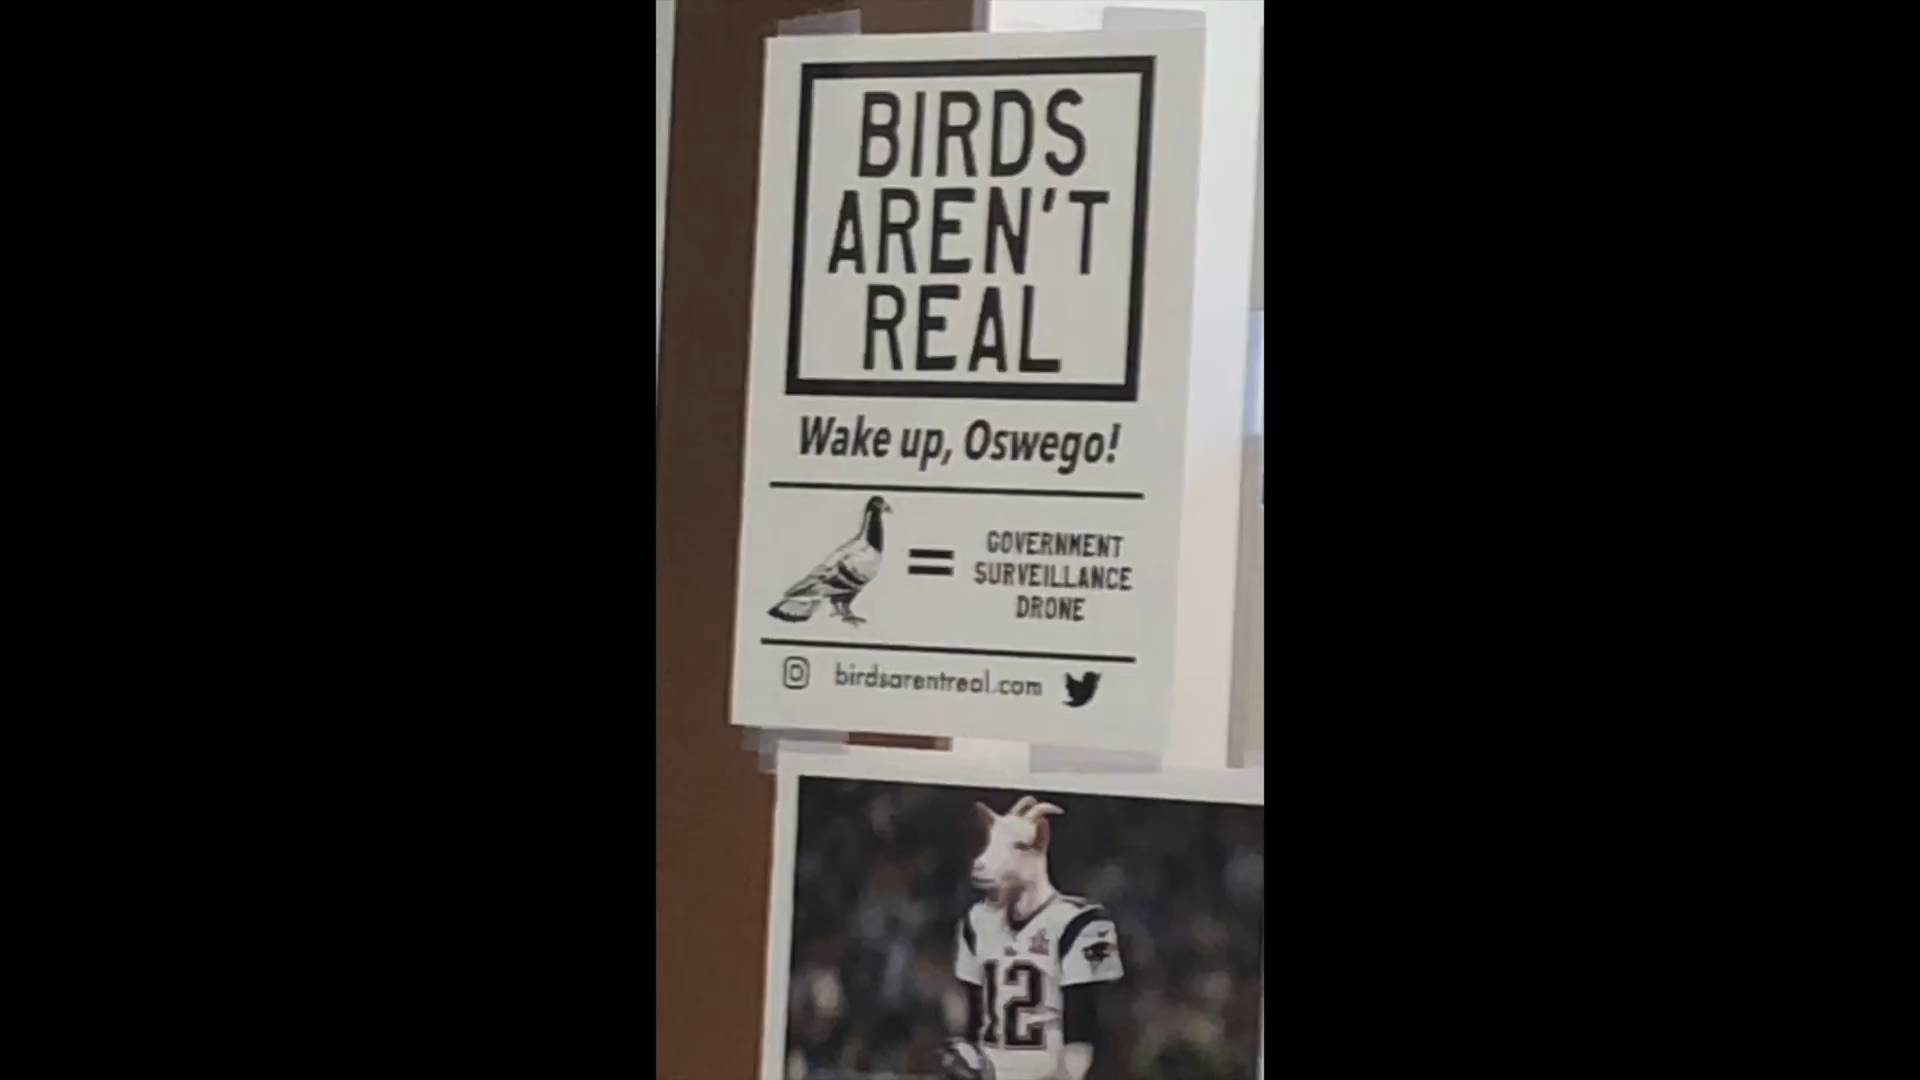 BIRDS
AREN'T
REAL
Wake up, Oswego!
=
GOVERNMENT
SURVEILLANCE
DRONE
birdsarentreal.com
12